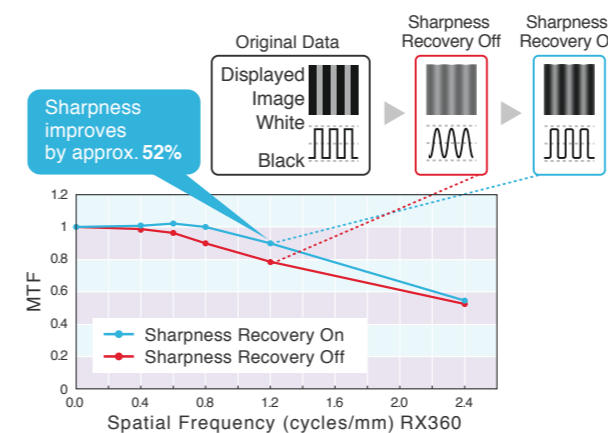 Original Data
Sharpness
Recovery Off
Sharpness
Recovery O
Displayed
Image
White
Black
Sharpness
improves
by approx. 52%
MTF
1.2
1
0.8
0.6
0.4
0.2
0
Sharpness Recovery On
Sharpness Recovery Off
0.0 0.4 0.8 1.2 1.6 2.0 2.4
Spatial Frequency (cycles/mm) RX360